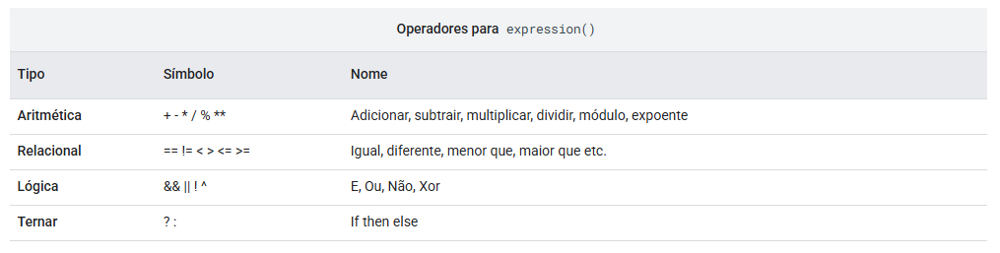 Operadores para expression()
Tipo Símbolo Nome
Aritmética + - * / % ** Adicionar, subtrair, multiplicar, dividir, módulo, expoente
Relacional == != < > <= >= Igual, diferente, menor que, maior que etc.
Lógica && || ! ^ E, Ou, Não, Xor
Ternar ? : If then else